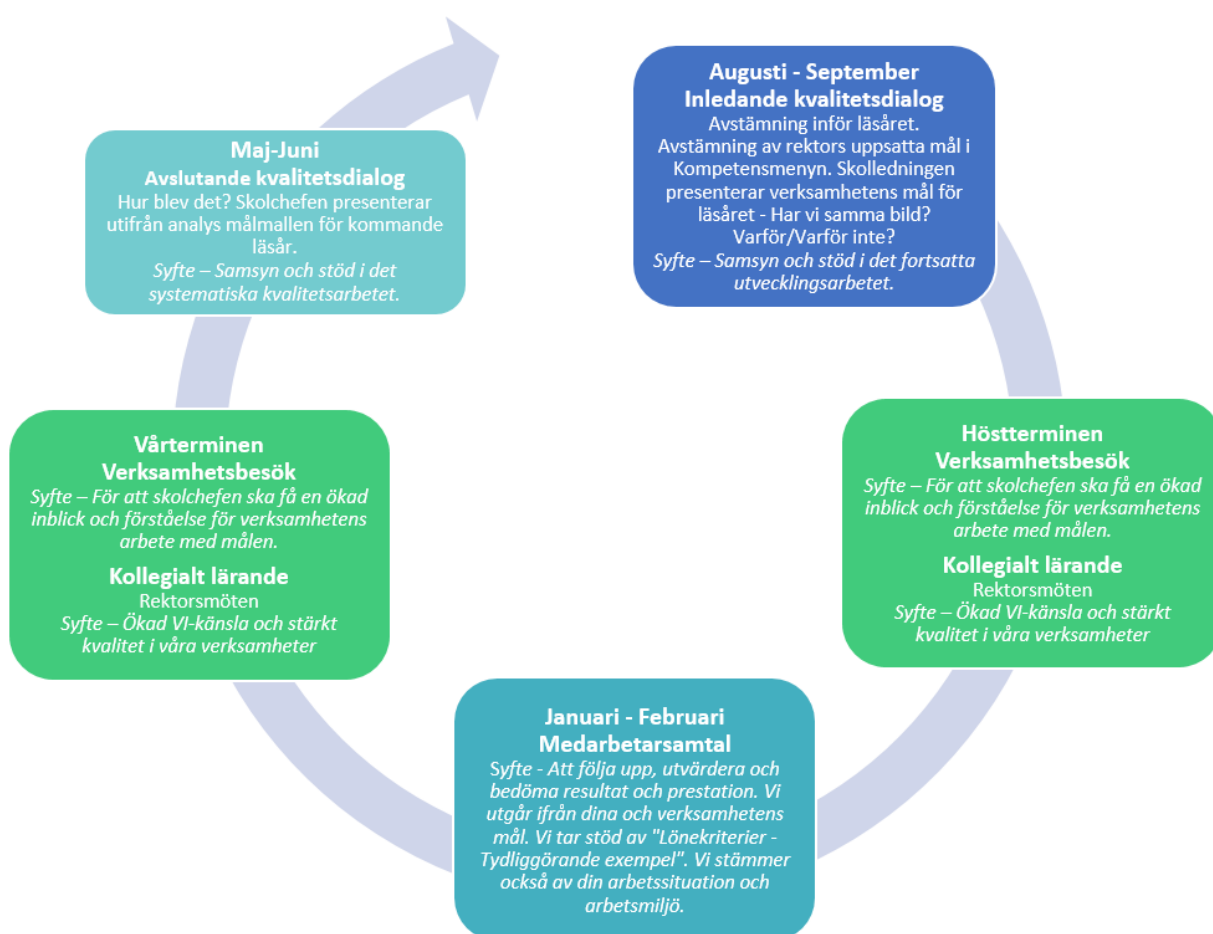 Augusti - September
Inledande kvalitetsdialog
Avstämning inför läsåret.
Avstämning av rektors uppsatta mål i
Kompetensmenyn. Skolledningen
presenterar verksamhetens mål för
läsåret - Har vi samma bild?
Varför/Varför inte?
Syfte – Samsyn och stöd i det fortsatta
utvecklingsarbetet.
Höstterminen
Verksamhetsbesök
Syfte – För att skolchefen ska få en ökad
inblick och förståelse för verksamhetens
arbete med målen.
Kollegialt lärande
Rektorsmöten
Syfte – Ökad VI-känsla och stärkt
kvalitet i våra verksamheter
Januari - Februari
Medarbetarsamtal
Syfte - Att följa upp, utvärdera och
bedöma resultat och prestation. Vi
utgår ifrån dina och verksamhetens
mål. Vi tar stöd av "Lönekriterier -
Tydliggörande exempel". Vi stämmer
också av din arbetssituation och
arbetsmiljö.
Vårterminen
Verksamhetsbesök
Syfte – För att skolchefen ska få en ökad
inblick och förståelse för verksamhetens
arbete med målen.
Kollegialt lärande
Rektorsmöten
Syfte – Ökad VI-känsla och stärkt
kvalitet i våra verksamheter
Maj-Juni
Avslutande kvalitetsdialog
Hur blev det? Skolchefen presenterar
utifrån analys målmallen för kommande
läsår.
Syfte – Samsyn och stöd i det
systematiska kvalitetsarbetet.